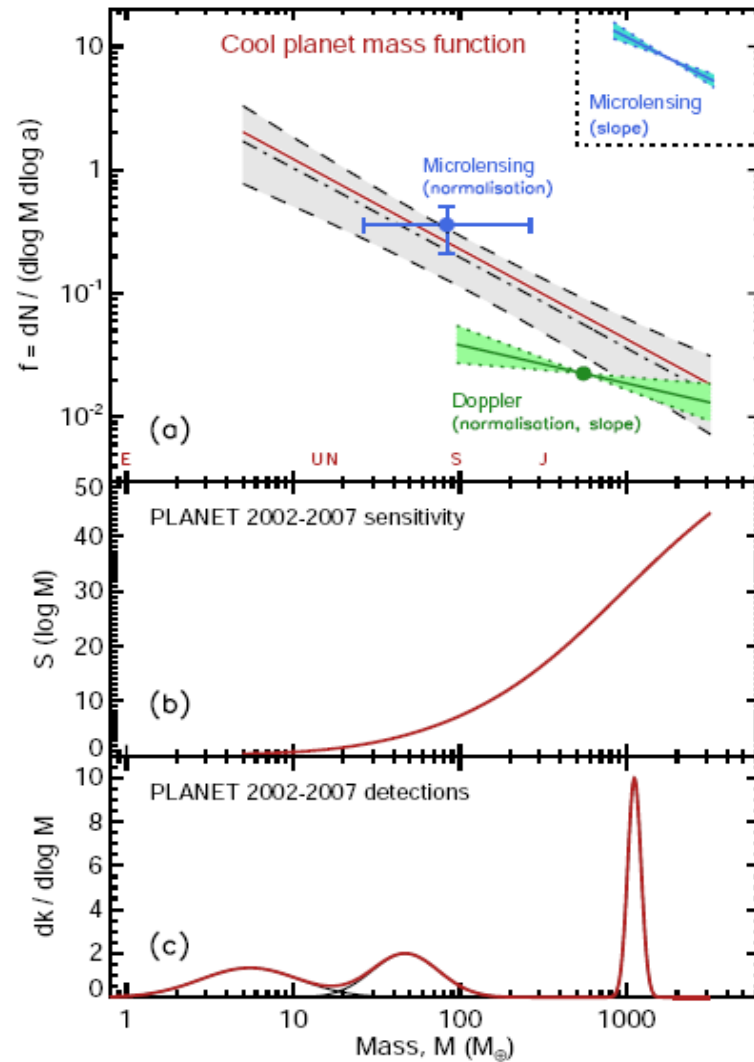 Cool planet mass function
10
1
10-1
10-2
f = dN / (dlog M dlog a)
Microlensing
(slope)
Microlensing
(normalisation)
Doppler
(normalisation, slope)
(a)
E
U N
S
J
PLANET 2002-2007 sensitivity
50
40
30
20
10
0
S (log M)
(b)
PLANET 2002-2007 detections
10
8
6
4
2
0
dk / dlog M
(c)
1
10
100
1000
Mass, M (M⊕)